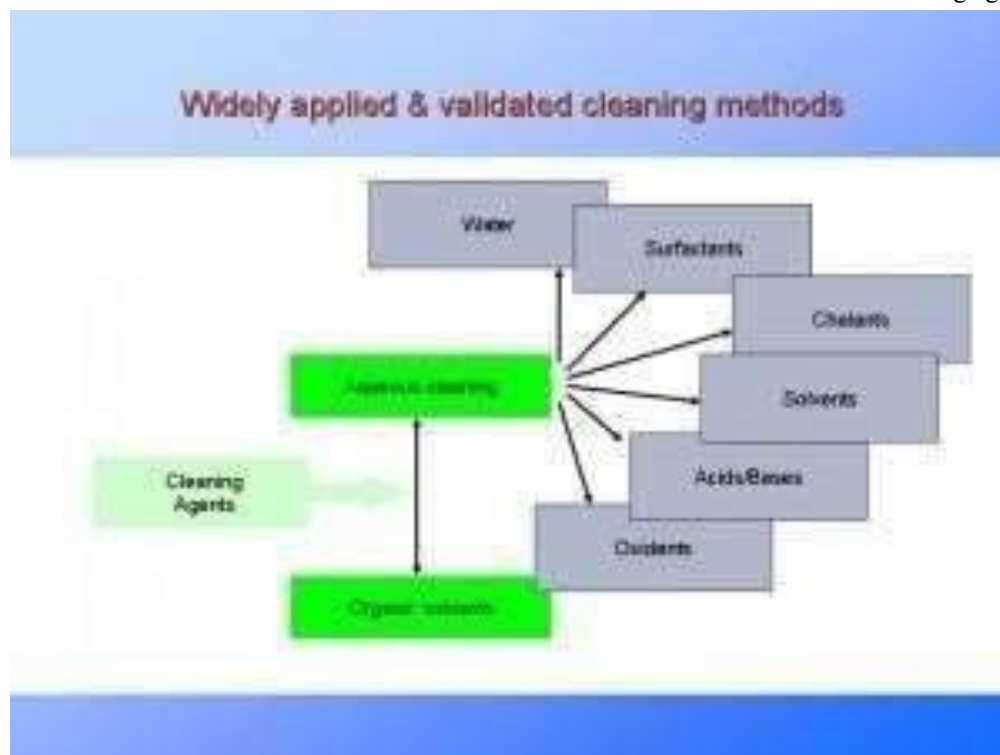 Widely applied & validated cleaning methods
Water
Surfactants
Chelants
Aqueous cleaning
Solvents
Cleaning
Agents
Acids/Bases
Oxidants
Organic solvents